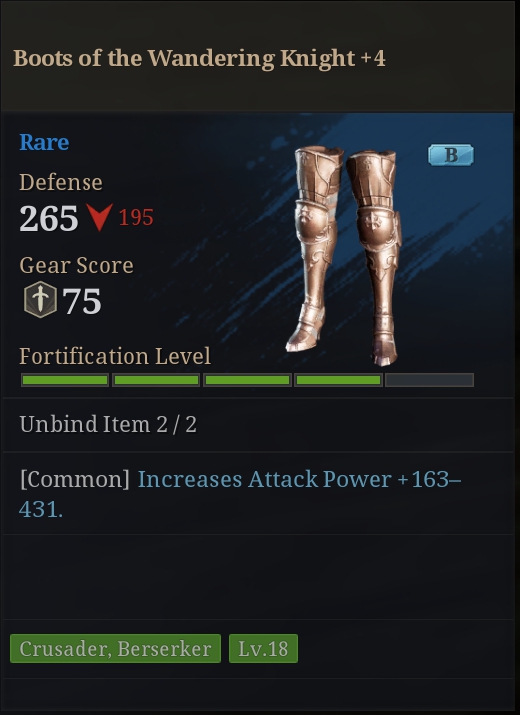 Boots of the Wandering Knight +4
Rare
B
Defense
265 195
Gear Score
75
Fortification Level
Unbind Item 2 / 2
[Common] Increases Attack Power +163–
431.
Crusader, Berserker Lv.18